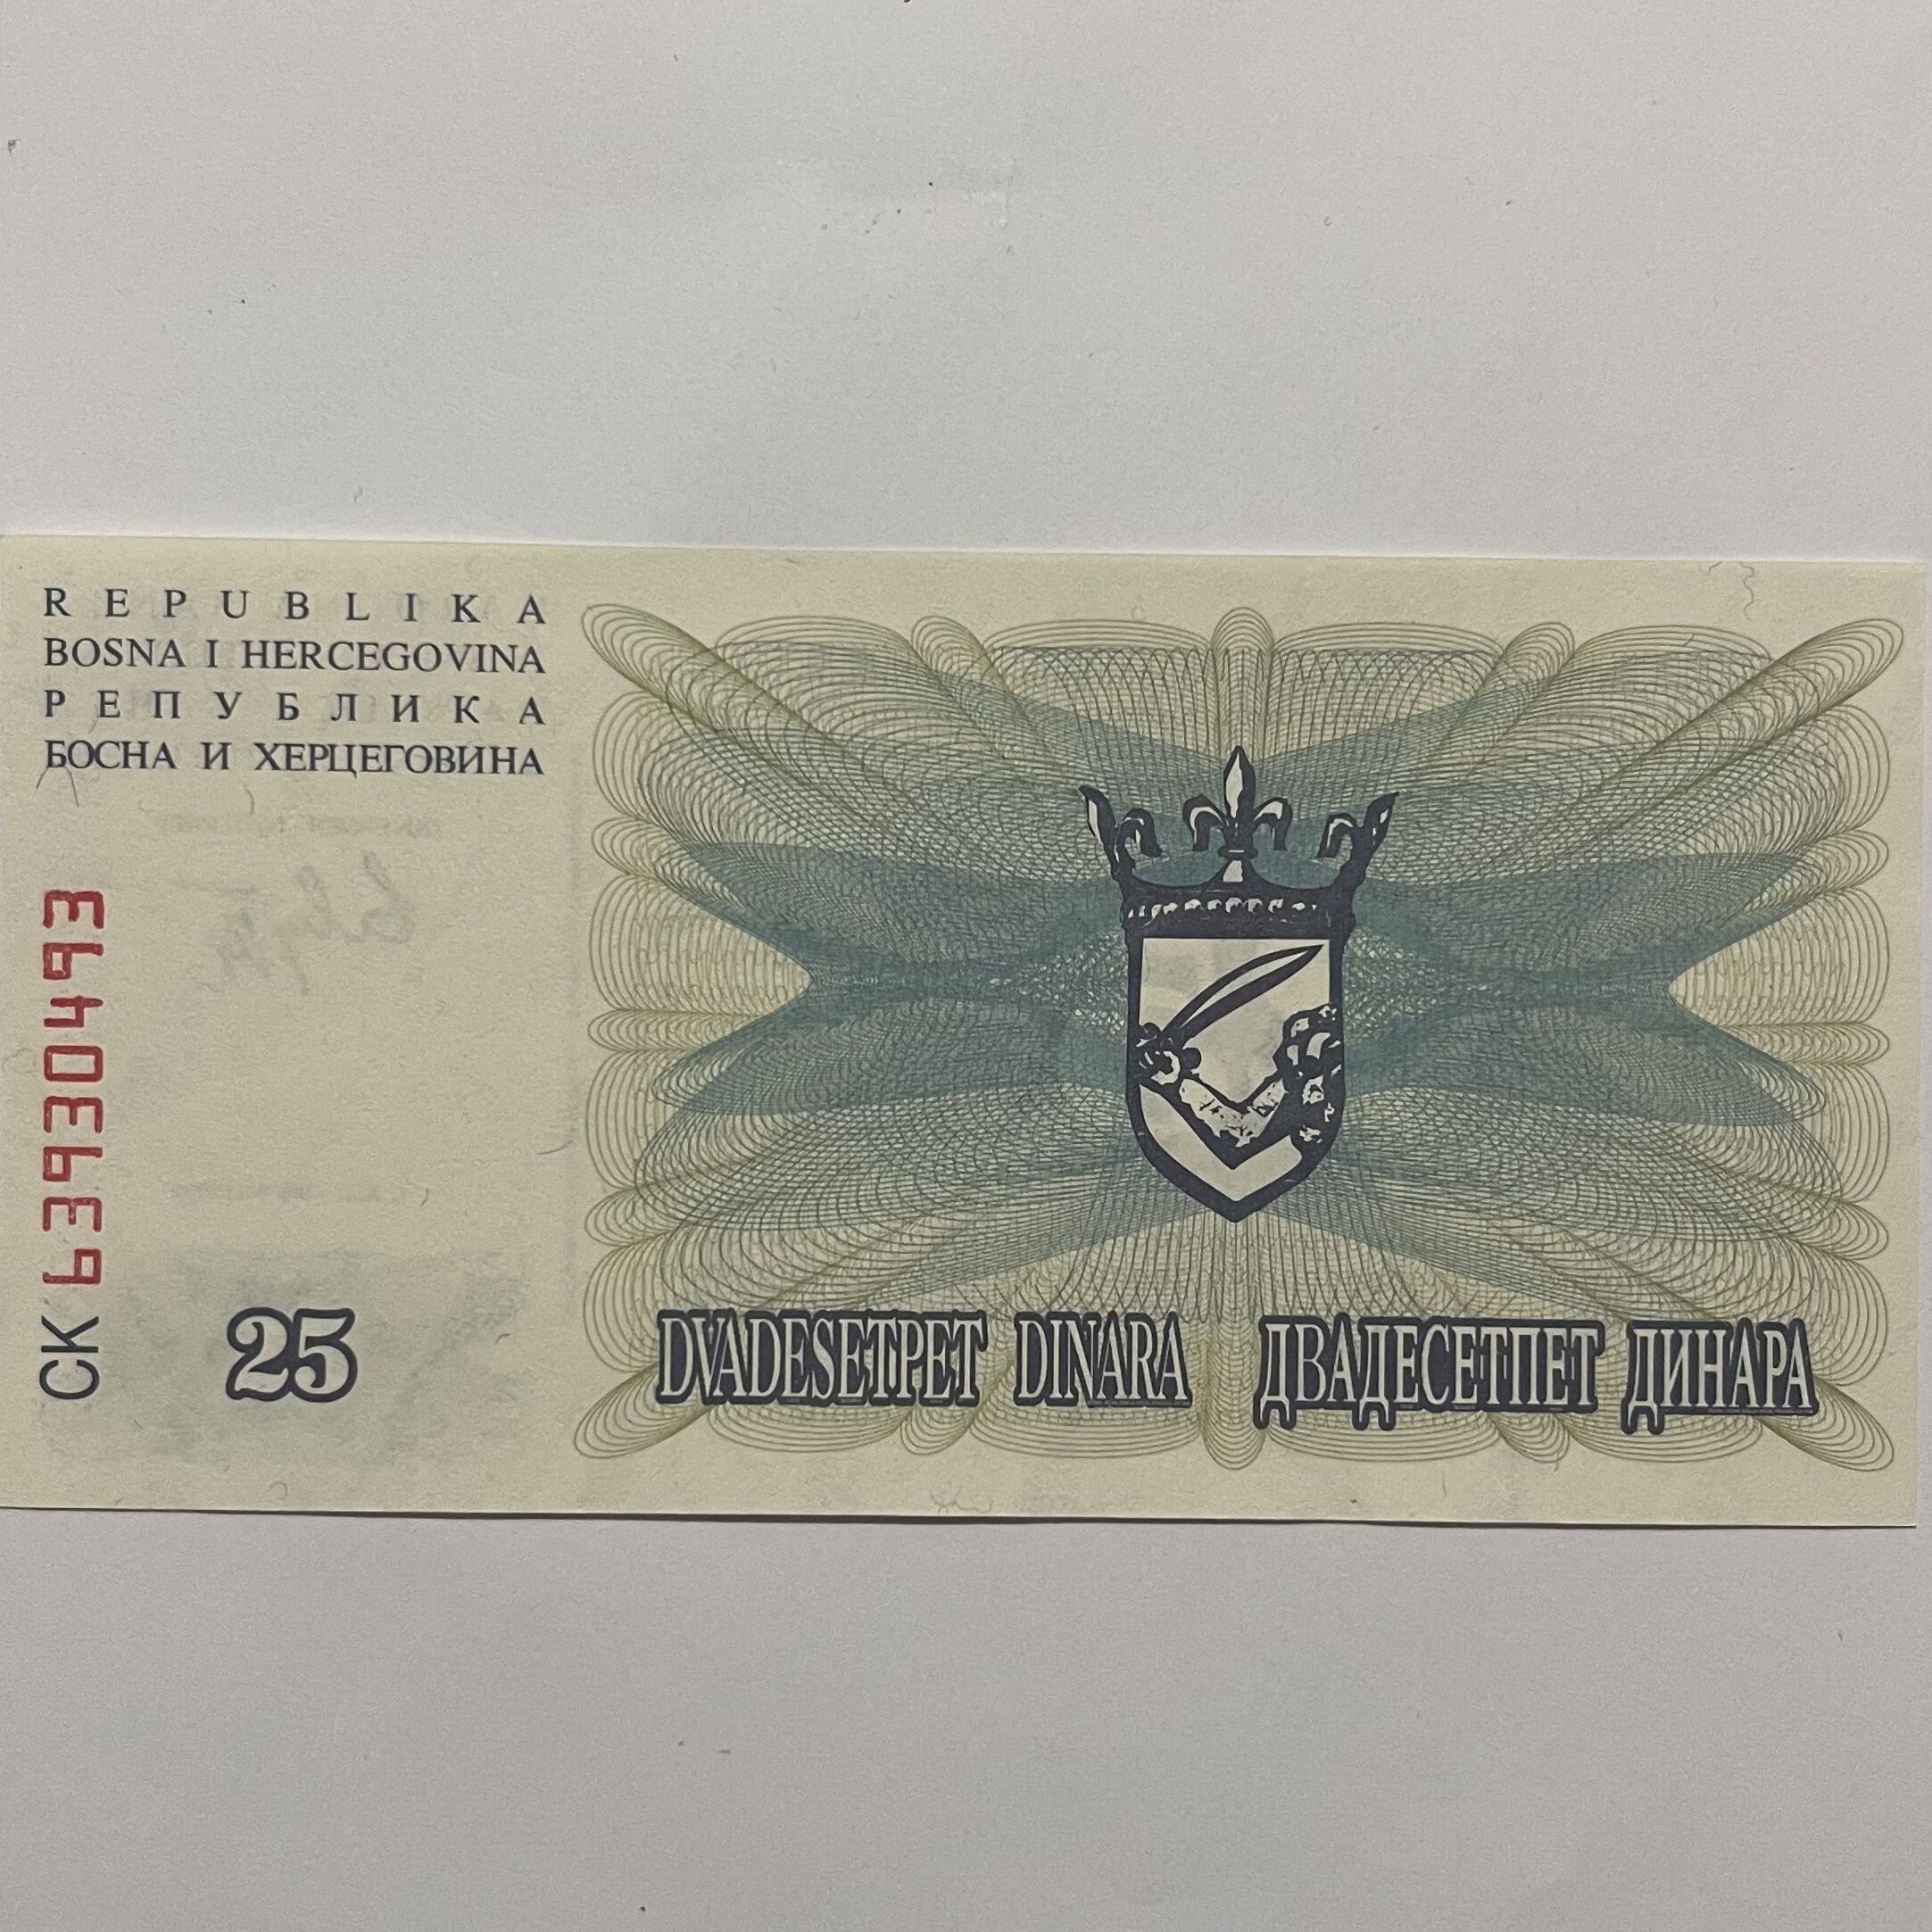 REPUBLIKA
BOSNA I HERCEGOVINA
РЕПУБЛИКА
БОСНА И ХЕРЦЕГОВИНА
CK 63930493
25
DVADESETPET DINARA ДВАДЕСЕТПЕТ ДИНАРА